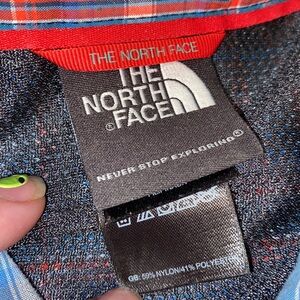 THE NORTH FACE
THE
NORTH
FACE
®
NEVER STOP EXPLORING®
GB: 59% NYLON/41% POLYESTER